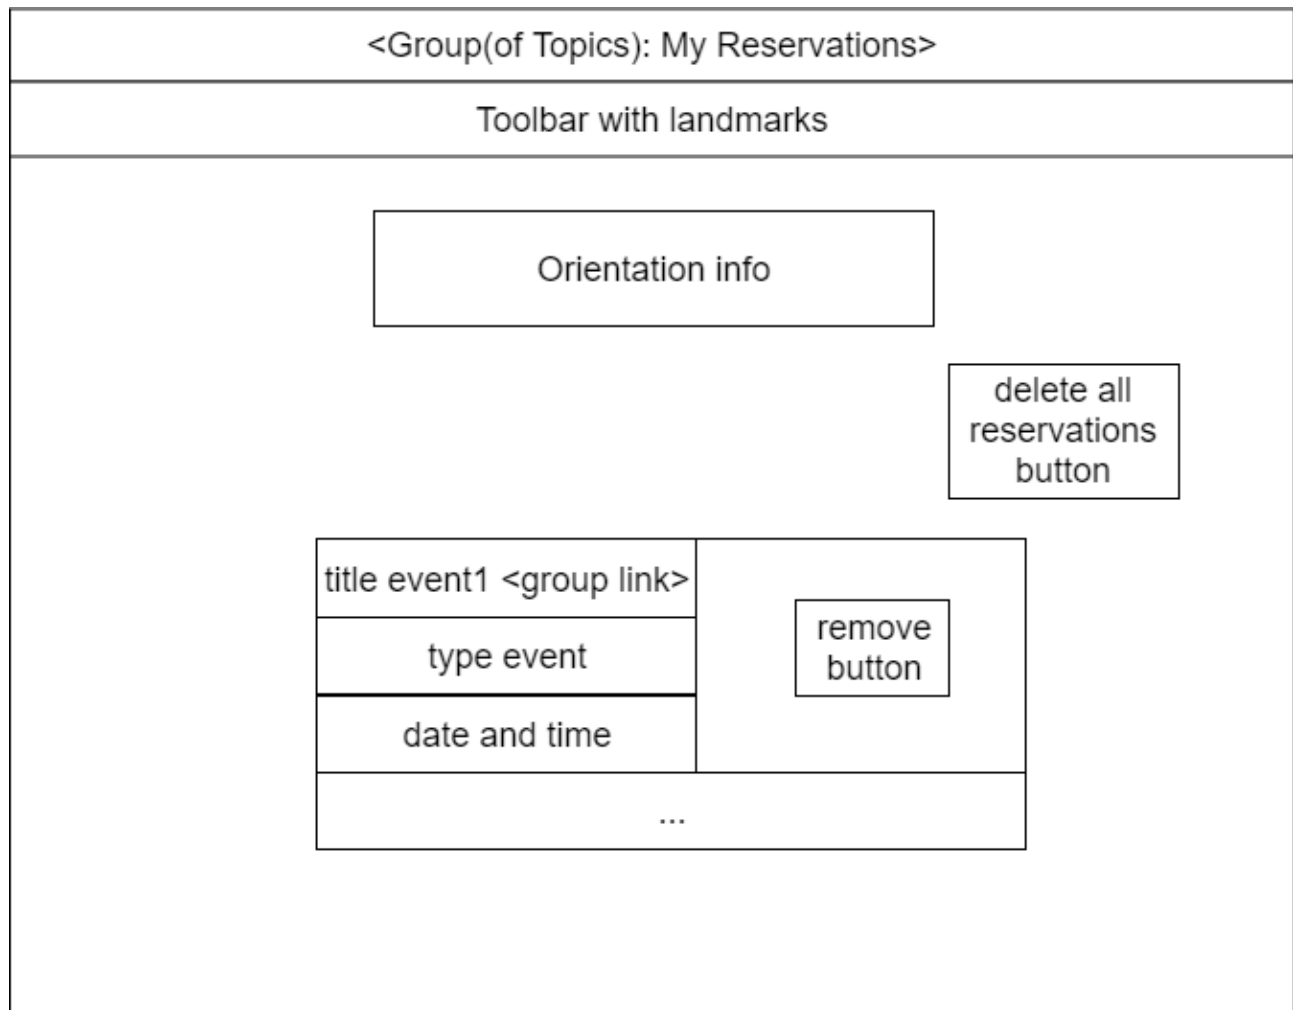 <Group(of Topics): My Reservations>
Toolbar with landmarks
Orientation info
delete all
reservations
button
title event1 <group link>
type event
date and time
remove
button
...